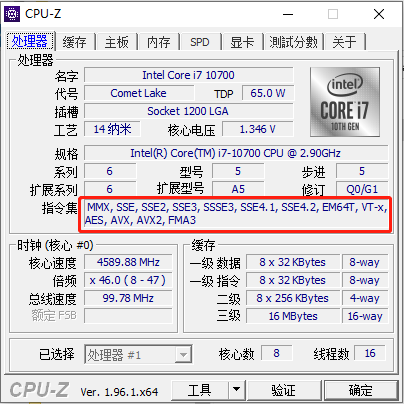 CPU-Z
处理器 缓存 主板 内存 SPD 显卡 測試分數 关于
处理器
名字 Intel Core i7 10700
代号 Comet Lake TDP 65.0 W
插槽 Socket 1200 LGA
工艺 14 纳米 核心电压 1.346 V
intel
CORE i7
10TH GEN
规格 Intel(R) Core(TM) i7-10700 CPU @ 2.90GHz
系列 6 型号 5 步进 5
扩展系列 6 扩展型号 A5 修订 Q0/G1
指令集 MMX, SSE, SSE2, SSE3, SSSE3, SSE4.1, SSE4.2, EM64T, VT-x,
AES, AVX, AVX2, FMA3
时钟 (核心 #0)
核心速度 4589.88 MHz
倍频 x 46.0 ( 8 - 47 )
总线速度 99.78 MHz
额定 FSB
缓存
一级 数据 8 x 32 KBytes 8-way
一级 指令 8 x 32 KBytes 8-way
二级 8 x 256 KBytes 4-way
三级 16 MBytes 16-way
已选择 处理器 #1 核心数 8 线程数 16
CPU-Z Ver. 1.96.1.x64 工具 验证 确定